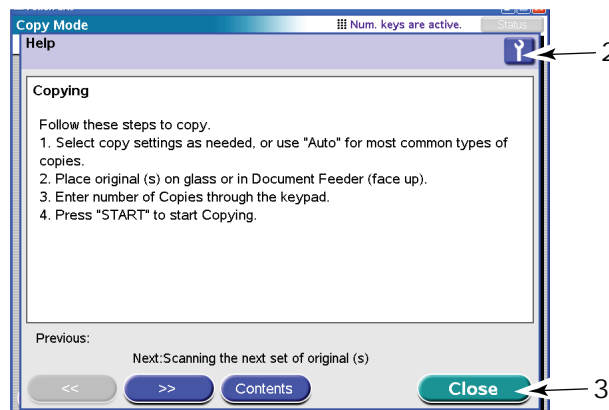 Copy Mode
Num. keys are active.
Status
Help
2
Copying
Follow these steps to copy.
1. Select copy settings as needed, or use "Auto" for most common types of
copies.
2. Place original (s) on glass or in Document Feeder (face up).
3. Enter number of Copies through the keypad.
4. Press "START" to start Copying.
Previous:
Next:Scanning the next set of original (s)
<<
>>
Contents
Close
3